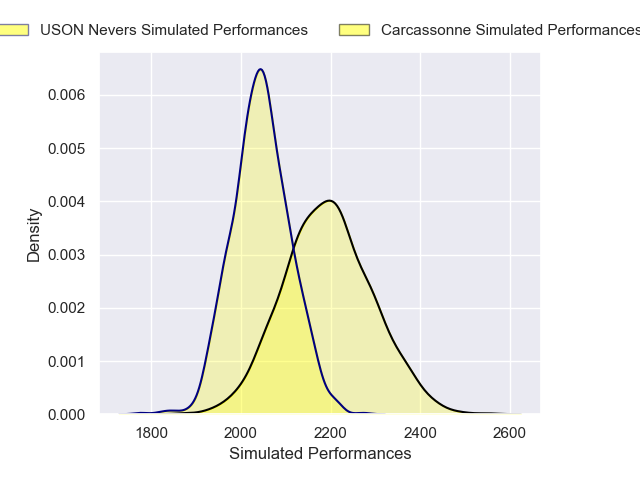 USON Nevers Simulated Performances
Carcassonne Simulated Performances
0.006
0.005
0.004
0.003
0.002
0.001
0.000
Density
1800 2000 2200 2400 2600
Simulated Performances